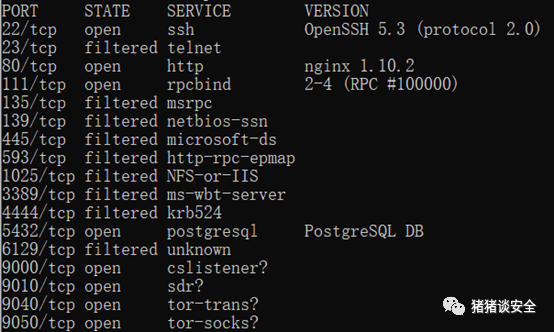 PORT STATE SERVICE VERSION
22/tcp open ssh OpenSSH 5.3 (protocol 2.0)
23/tcp filtered telnet
80/tcp open http nginx 1.10.2
111/tcp open rpcbind 2-4 (RPC #100000)
135/tcp filtered msrpc
139/tcp filtered netbios-ssn
445/tcp filtered microsoft-ds
593/tcp filtered http-rpc-epmap
1025/tcp filtered NFS-or-IIS
3389/tcp filtered ms-wbt-server
4444/tcp filtered krb524
5432/tcp open postgresql PostgreSQL DB
6129/tcp filtered unknown
9000/tcp open cslistener?
9010/tcp open sdr?
9040/tcp open tor-trans?
9050/tcp open tor-socks?
猪猪谈安全